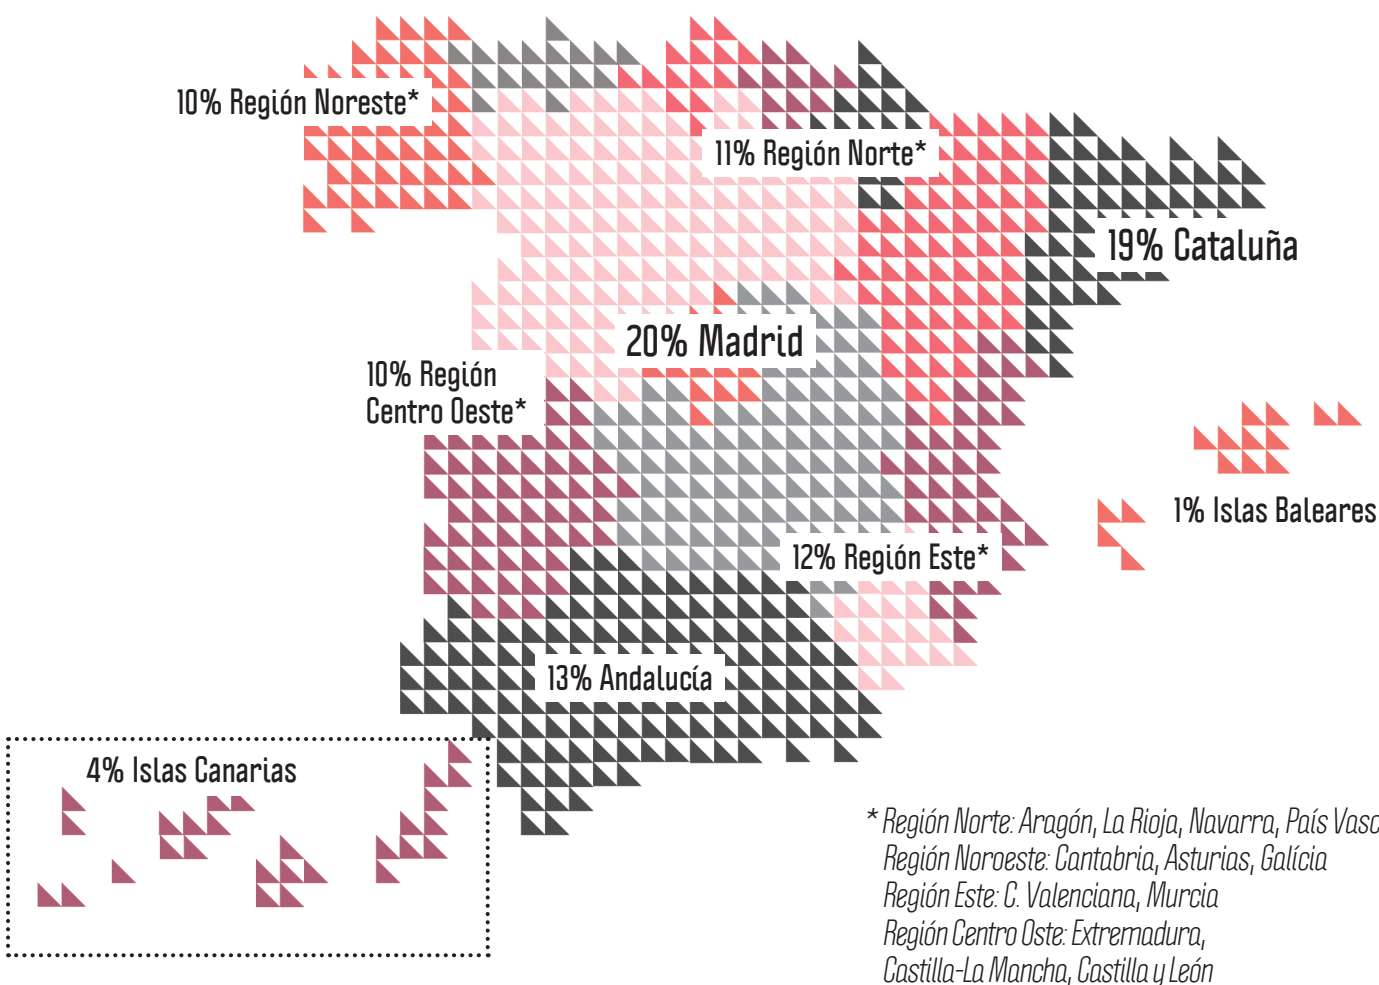 10% Región Noreste*
11% Región Norte*
19% Cataluña
20% Madrid
10% Región
Centro Oeste*
1% Islas Baleares
12% Región Este*
13% Andalucía
4% Islas Canarias
* Región Norte: Aragón, La Rioja, Navarra, País Vasc
Región Noroeste: Cantabria, Asturias, Galícia
Región Este: C. Valenciana, Murcia
Región Centro Oste: Extremadura,
Castilla-La Mancha, Castilla y León